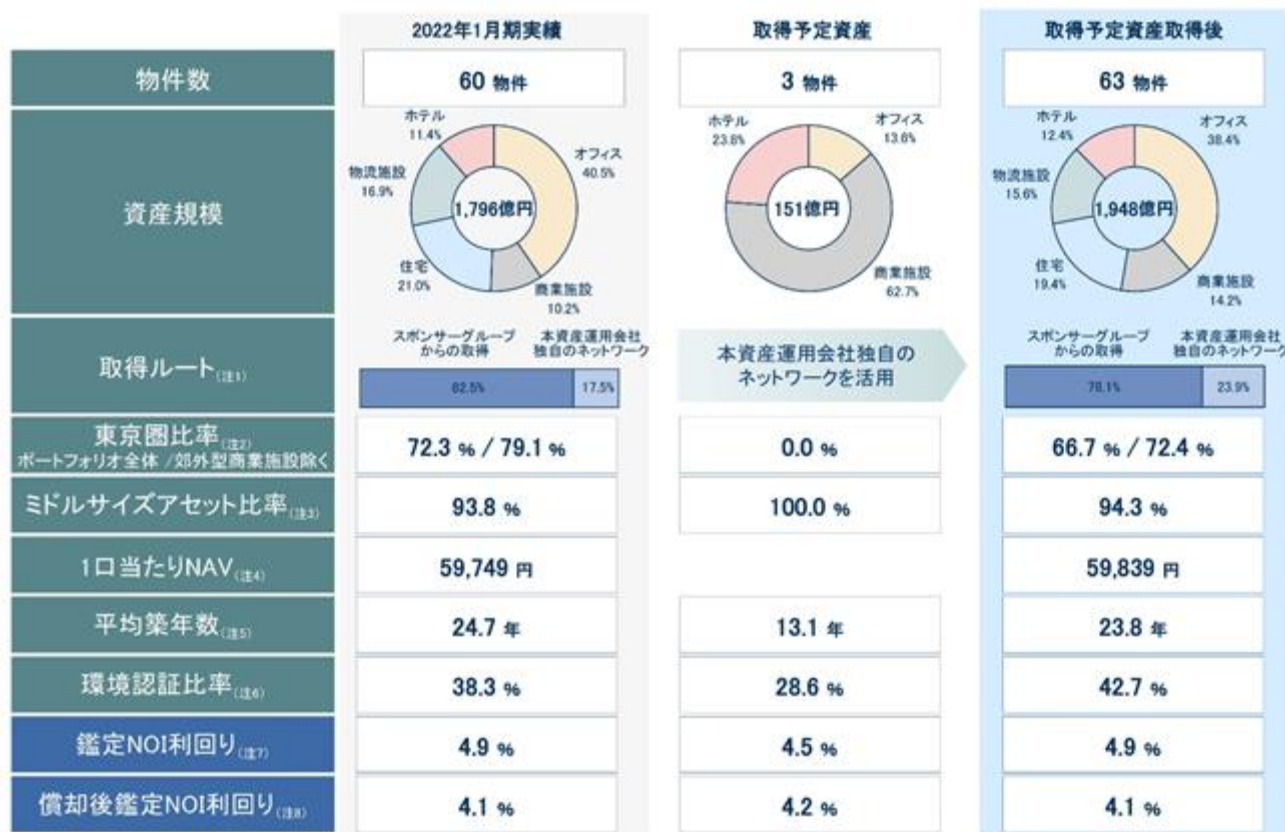 2022年1月期実績
取得予定資産
取得予定資産取得後
物件数
60 物件
3 物件
63 物件
資産規模
ホテル
11.4%
オフィス
40.5%
物流施設
16.9%
1,796億円
住宅
21.0%
商業施設
10.2%
ホテル
23.8%
オフィス
13.6%
151億円
商業施設
62.7%
ホテル
12.4%
オフィス
38.4%
物流施設
15.6%
1,948億円
住宅
19.4%
商業施設
14.2%
取得ルート(注1)
スポンサーグループ
からの取得
本資産運用会社
独自のネットワーク
82.5%
17.5%
本資産運用会社独自の
ネットワークを活用
スポンサーグループ
からの取得
本資産運用会社
独自のネットワーク
76.1%
23.9%
東京圏比率(注2)
ポートフォリオ全体 /郊外型商業施設除く
72.3 % / 79.1 %
0.0 %
66.7 % / 72.4 %
ミドルサイズアセット比率(注3)
93.8 %
100.0 %
94.3 %
1口当たりNAV(注4)
59,749 円
59,839 円
平均築年数(注5)
24.7 年
13.1 年
23.8 年
環境認証比率(注6)
38.3 %
28.6 %
42.7 %
鑑定NOI利回り(注7)
4.9 %
4.5 %
4.9 %
償却後鑑定NOI利回り(注8)
4.1 %
4.2 %
4.1 %